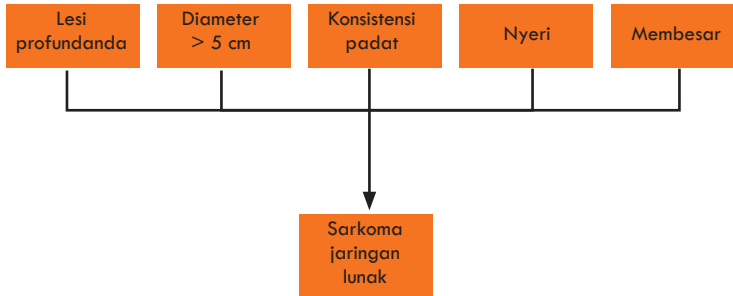 Lesi
profundanda
Diameter
> 5 cm
Konsistensi
padat
Nyeri
Membesar
Sarkoma
jaringan
lunak